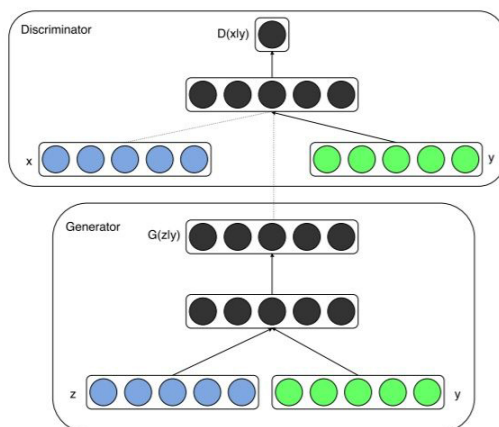 Discriminator
D(x|y)
x
y
Generator
G(z|y)
z
y